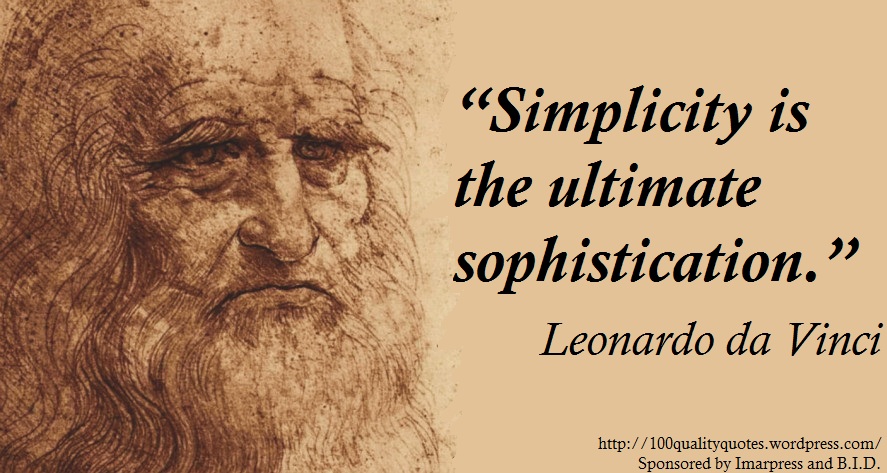 “Simplicity is
the ultimate
sophistication.”
Leonardo da Vinci
http://100qualityquotes.wordpress.com/
Sponsored by Imarpress and B.I.D.